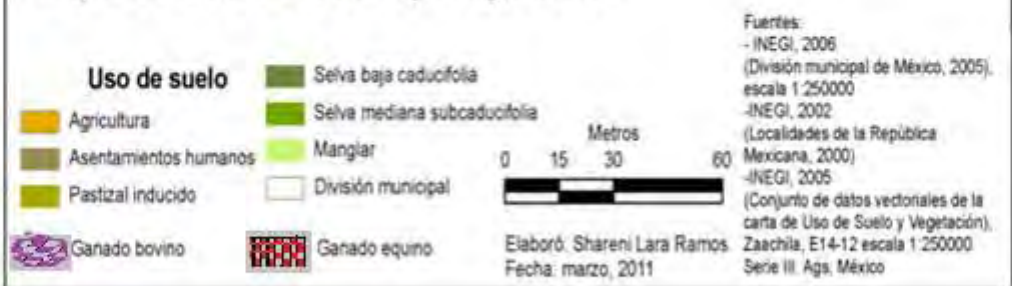 Uso de suelo
Agricultura
Asentamientos humanos
Pastizal inducido
Selva baja caducifolia
Selva mediana subcaducifolia
Manglar
División municipal
Ganado bovino
Ganado equino
Metros
0 15 30 60
Elaboró: Shareni Lara Ramos
Fecha: marzo, 2011
Fuentes:
- INEGI, 2006
(División municipal de México, 2005),
escala 1:250000
-INEGI, 2002
(Localidades de la República
Mexicana, 2000)
-INEGI, 2005
(Conjunto de datos vectoriales de la
carta de Uso de Suelo y Vegetación),
Zaachila, E14-12 escala 1:250000
Serie III. Ags. México